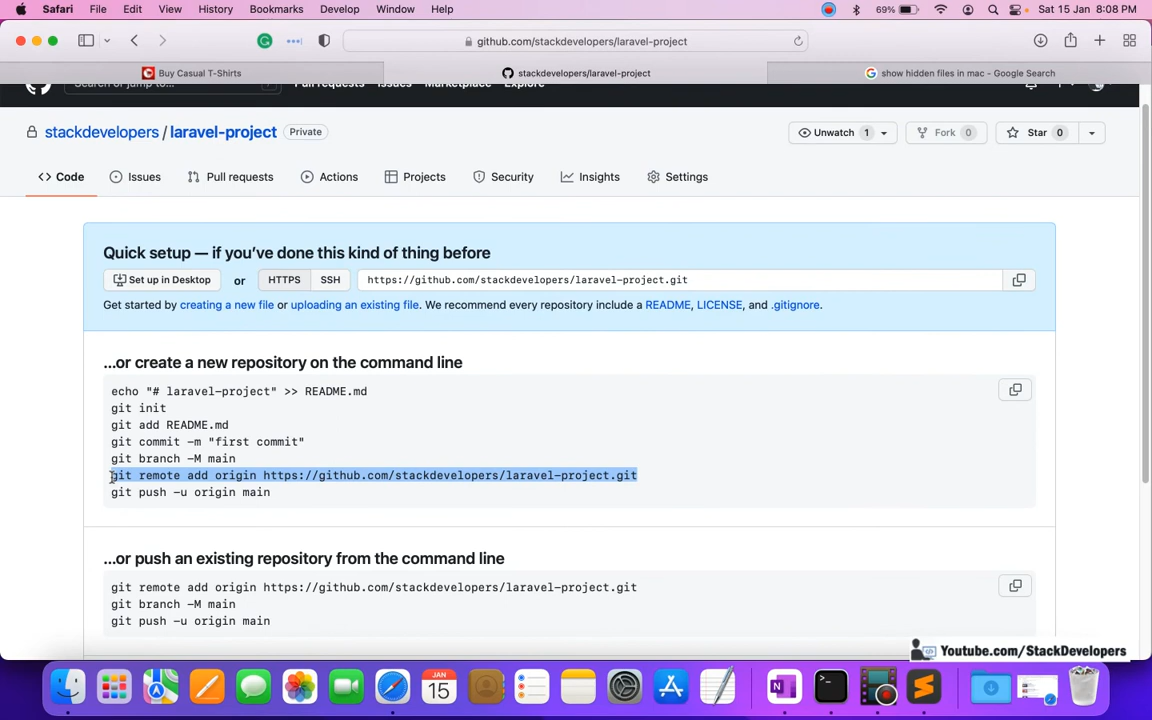 Safari File Edit View History Bookmarks Develop Window Help 69% Sat 15 Jan 8:08 PM
github.com/stackdevelopers/laravel-project
Buy Casual T-Shirts stackdevelopers/laravel-project show hidden files in mac - Google Search
Search or jump to... Pull requests Issues Marketplace Explore
stackdevelopers / laravel-project Private Unwatch 1 Fork 0 Star 0
Code Issues Pull requests Actions Projects Security Insights Settings
Quick setup — if you've done this kind of thing before
Set up in Desktop or HTTPS SSH https://github.com/stackdevelopers/laravel-project.git
Get started by creating a new file or uploading an existing file. We recommend every repository include a README, LICENSE, and .gitignore.
...or create a new repository on the command line
echo "# laravel-project" >> README.md
git init
git add README.md
git commit -m "first commit"
git branch -M main
git remote add origin https://github.com/stackdevelopers/laravel-project.git
git push -u origin main
...or push an existing repository from the command line
git remote add origin https://github.com/stackdevelopers/laravel-project.git
git branch -M main
git push -u origin main
Youtube.com/StackDevelopers
JAN
15